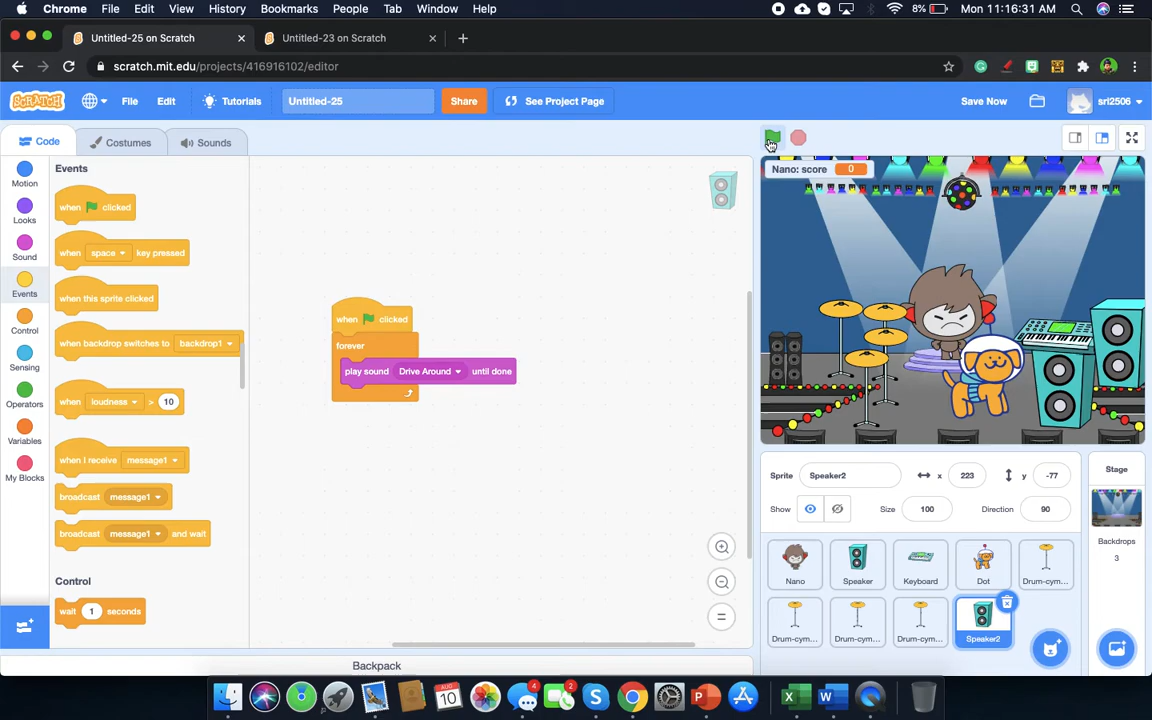 Chrome File Edit View History Bookmarks People Tab Window Help 8% Mon 11:16:31 AM
Untitled-25 on Scratch Untitled-23 on Scratch
scratch.mit.edu/projects/416916102/editor
SCRATCH File Edit Tutorials Untitled-25 Share See Project Page Save Now sri2506
Code Costumes Sounds
Motion
Looks
Sound
Events
Control
Sensing
Operators
Variables
My Blocks
Events
when clicked
when space key pressed
when this sprite clicked
when backdrop switches to backdrop1
when loudness > 10
when I receive message1
broadcast message1
broadcast message1 and wait
Control
wait 1 seconds
when clicked
forever
play sound Drive Around until done
Backpack
Nano: score 0
Sprite Speaker2 x 223 y -77
Show Size 100 Direction 90
Nano Speaker Keyboard Dot Drum-cym...
Drum-cym... Drum-cym... Drum-cym... Speaker2
Stage
Backdrops
3
AUG
10
4
2